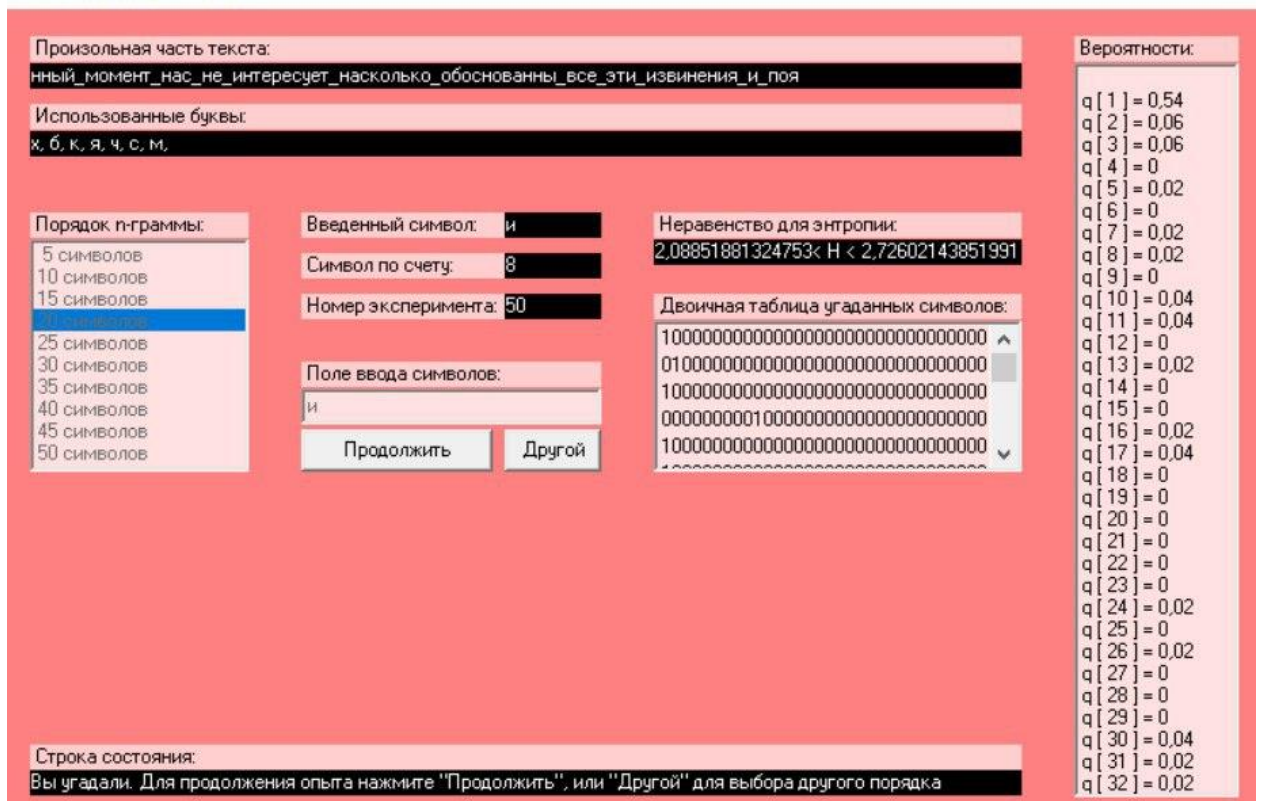 Произольная часть текста:
нный_момент_нас_не_интересует_насколько_обоснованны_все_эти_извинения_и_поя
Использованные буквы:
х, б, к, я, ч, с, м,
Порядок n-граммы:
5 символов
10 символов
15 символов
20 символов
25 символов
30 символов
35 символов
40 символов
45 символов
50 символов
Введенный символ: и
Символ по счету: 8
Номер эксперимента: 50
Поле ввода символов:
и
Продолжить
Другой
Неравенство для энтропии:
2,08851881324753< H < 2,72602143851991
Двоичная таблица угаданных символов:
10000000000000000000000000000000
01000000000000000000000000000000
10000000000000000000000000000000
00000000010000000000000000000000
10000000000000000000000000000000
Вероятности:
q [ 1 ] = 0,54
q [ 2 ] = 0,06
q [ 3 ] = 0,06
q [ 4 ] = 0
q [ 5 ] = 0,02
q [ 6 ] = 0
q [ 7 ] = 0,02
q [ 8 ] = 0,02
q [ 9 ] = 0
q [ 10 ] = 0,04
q [ 11 ] = 0,04
q [ 12 ] = 0
q [ 13 ] = 0,02
q [ 14 ] = 0
q [ 15 ] = 0
q [ 16 ] = 0,02
q [ 17 ] = 0,04
q [ 18 ] = 0
q [ 19 ] = 0
q [ 20 ] = 0
q [ 21 ] = 0
q [ 22 ] = 0
q [ 23 ] = 0
q [ 24 ] = 0,02
q [ 25 ] = 0
q [ 26 ] = 0,02
q [ 27 ] = 0
q [ 28 ] = 0
q [ 29 ] = 0
q [ 30 ] = 0,04
q [ 31 ] = 0,02
q [ 32 ] = 0,02
Строка состояния:
Вы угадали. Для продолжения опыта нажмите "Продолжить", или "Другой" для выбора другого порядка